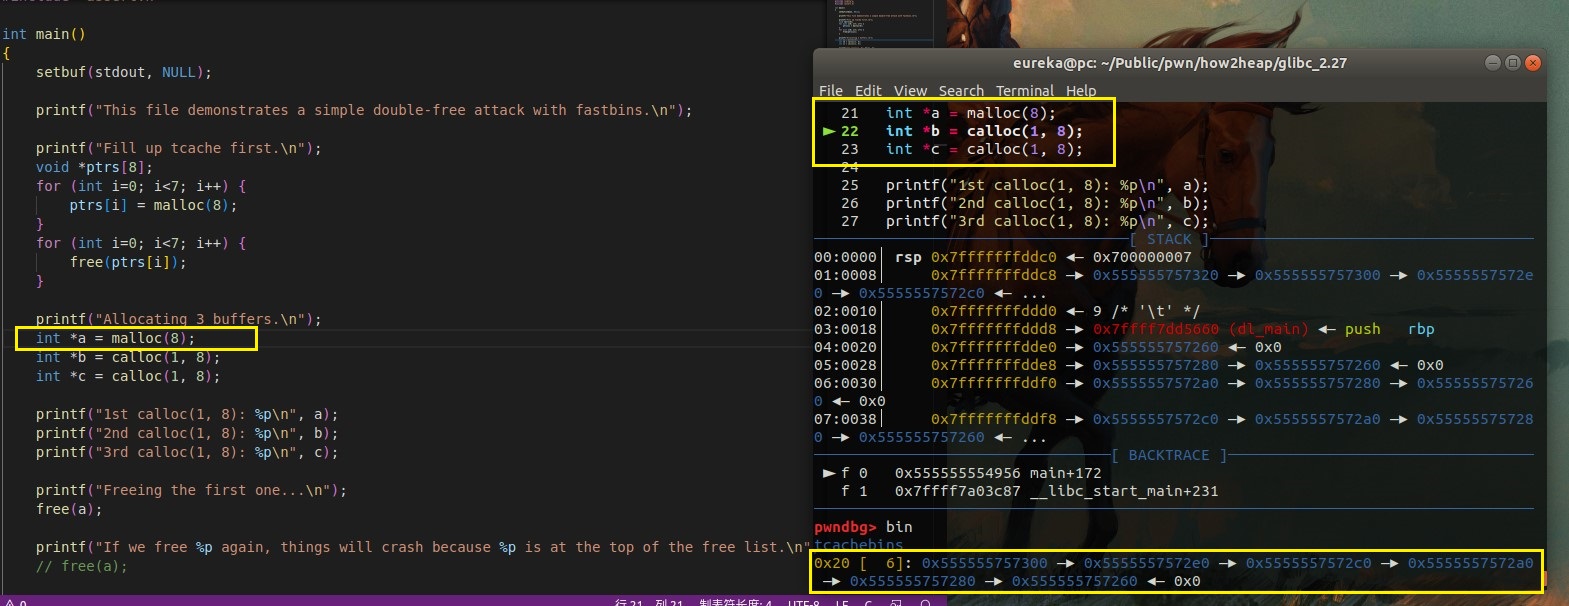 int main()
{
setbuf(stdout, NULL);
printf("This file demonstrates a simple double-free attack with fastbins.\n");
printf("Fill up tcache first.\n");
void *ptrs[8];
for (int i=0; i<7; i++) {
ptrs[i] = malloc(8);
}
for (int i=0; i<7; i++) {
free(ptrs[i]);
}
printf("Allocating 3 buffers.\n");
int *a = malloc(8);
int *b = calloc(1, 8);
int *c = calloc(1, 8);
printf("1st calloc(1, 8): %p\n", a);
printf("2nd calloc(1, 8): %p\n", b);
printf("3rd calloc(1, 8): %p\n", c);
printf("Freeing the first one...\n");
free(a);
printf("If we free %p again, things will crash because %p is at the top of the free list.\n"
// free(a);
行 21, 列 21 制表符长度: 4 UTF-8 LF C
eureka@pc: ~/Public/pwn/how2heap/glibc_2.27
File Edit View Search Terminal Help
21 int *a = malloc(8);
► 22 int *b = calloc(1, 8);
23 int *c = calloc(1, 8);
24
25 printf("1st calloc(1, 8): %p\n", a);
26 printf("2nd calloc(1, 8): %p\n", b);
27 printf("3rd calloc(1, 8): %p\n", c);
[ STACK ]
00:0000│ rsp 0x7fffffffddc0 ◂— 0x700000007
01:0008│ 0x7fffffffddc8 —▸ 0x555555757320 —▸ 0x555555757300 —▸ 0x5555557572e
0 —▸ 0x5555557572c0 ◂— ...
02:0010│ 0x7fffffffddd0 ◂— 9 /* '\t' */
03:0018│ 0x7fffffffddd8 —▸ 0x7ffff7dd5660 (dl_main) ◂— push rbp
04:0020│ 0x7fffffffdde0 —▸ 0x555555757260 ◂— 0x0
05:0028│ 0x7fffffffdde8 —▸ 0x555555757280 —▸ 0x555555757260 ◂— 0x0
06:0030│ 0x7fffffffddf0 —▸ 0x5555557572a0 —▸ 0x555555757280 —▸ 0x55555575726
0 ◂— 0x0
07:0038│ 0x7fffffffddf8 —▸ 0x5555557572c0 —▸ 0x5555557572a0 —▸ 0x55555575728
0 —▸ 0x555555757260 ◂— ...
[ BACKTRACE ]
► f 0 0x555555554956 main+172
f 1 0x7ffff7a03c87 __libc_start_main+231
pwndbg> bin
tcachebins
0x20 [ 6]: 0x555555757300 —▸ 0x5555557572e0 —▸ 0x5555557572c0 —▸ 0x5555557572a0
—▸ 0x555555757280 —▸ 0x555555757260 ◂— 0x0